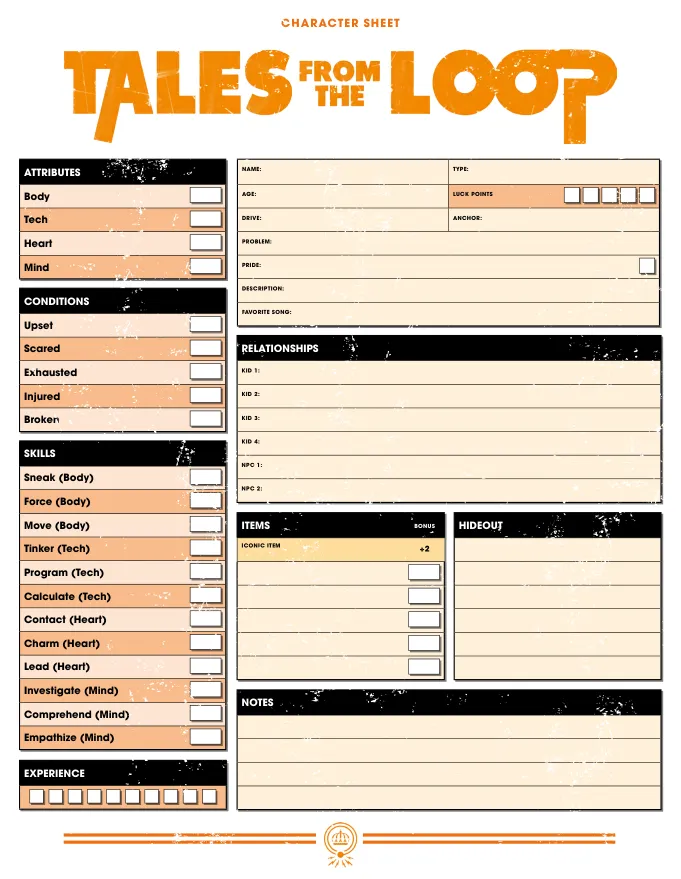 CHARACTER SHEET
TALES FROM THE LOOP
ATTRIBUTES
Body
Tech
Heart
Mind
CONDITIONS
Upset
Scared
Exhausted
Injured
Broken
SKILLS
Sneak (Body)
Force (Body)
Move (Body)
Tinker (Tech)
Program (Tech)
Calculate (Tech)
Contact (Heart)
Charm (Heart)
Lead (Heart)
Investigate (Mind)
Comprehend (Mind)
Empathize (Mind)
EXPERIENCE
NAME:
TYPE:
AGE:
LUCK POINTS
DRIVE:
ANCHOR:
PROBLEM:
PRIDE:
DESCRIPTION:
FAVORITE SONG:
RELATIONSHIPS
KID 1:
KID 2:
KID 3:
KID 4:
NPC 1:
NPC 2:
ITEMS
BONUS
ICONIC ITEM
+2
HIDEOUT
NOTES